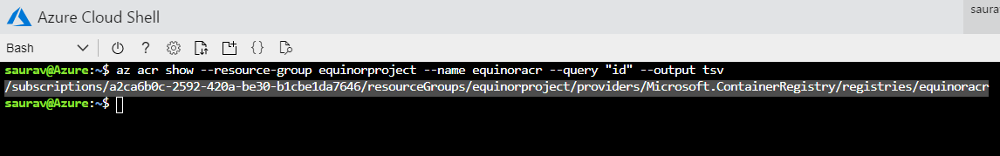 Azure Cloud Shell
saurav
Bash
?
{}
saurav@Azure:~$ az acr show --resource-group equinorproject --name equinoracr --query "id" --output tsv
/subscriptions/a2ca6b0c-2592-420a-be30-b1cbe1da7646/resourceGroups/equinorproject/providers/Microsoft.ContainerRegistry/registries/equinoracr
saurav@Azure:~$